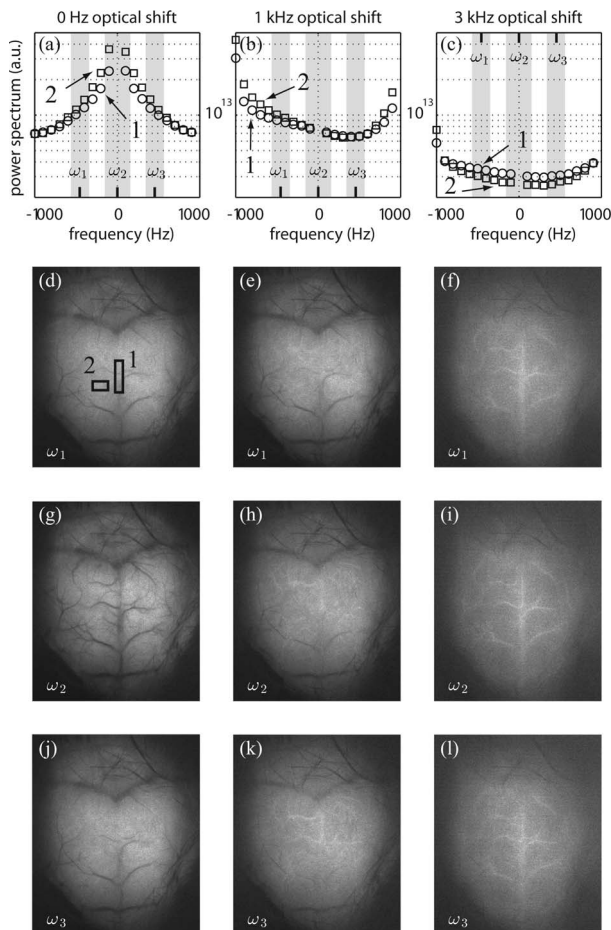 0 Hz optical shift
1 kHz optical shift
3 kHz optical shift
power spectrum (a.u.)
(a)
2
1
ω1
ω2
ω3
-1000
0
1000
frequency (Hz)
10^13
(b)
2
1
ω1
ω2
ω3
-1000
0
1000
frequency (Hz)
10^13
(c)
ω1
ω2
ω3
1
2
-1000
0
1000
frequency (Hz)
(d)
2
1
ω1
(e)
ω1
(f)
ω1
(g)
ω2
(h)
ω2
(i)
ω2
(j)
ω3
(k)
ω3
(l)
ω3